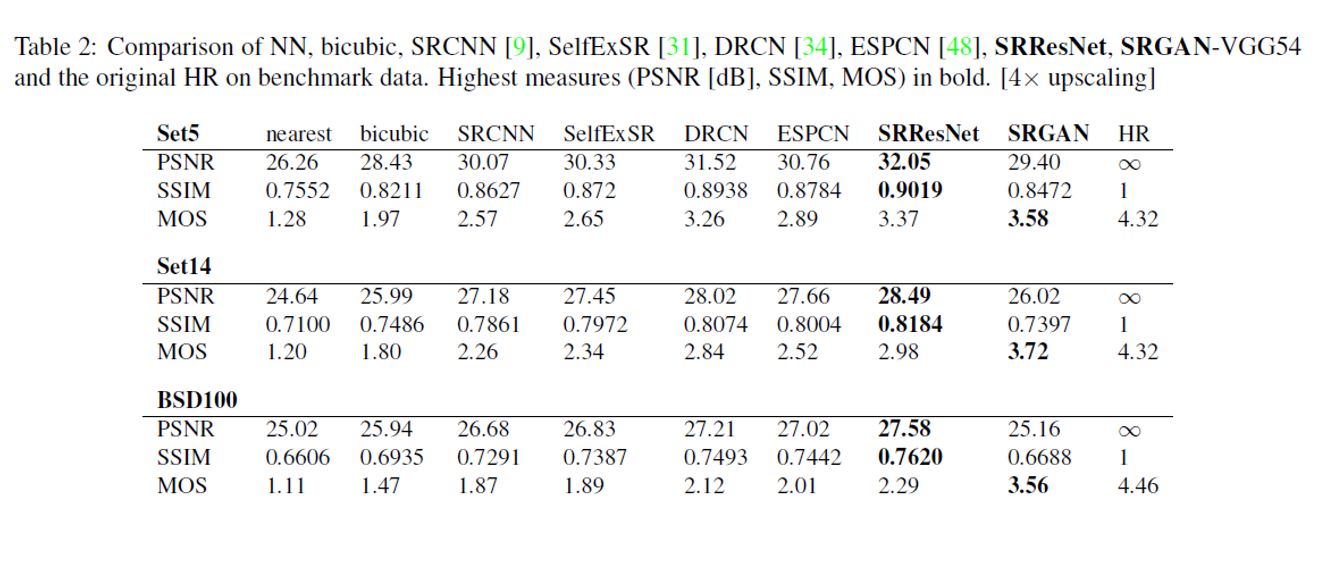 Table 2: Comparison of NN, bicubic, SRCNN [9], SelfExSR [31], DRCN [34], ESPCN [48], SRResNet, SRGAN-VGG54
and the original HR on benchmark data. Highest measures (PSNR [dB], SSIM, MOS) in bold. [4× upscaling]
Set5 nearest bicubic SRCNN SelfExSR DRCN ESPCN SRResNet SRGAN HR
PSNR 26.26 28.43 30.07 30.33 31.52 30.76 32.05 29.40 ∞
SSIM 0.7552 0.8211 0.8627 0.872 0.8938 0.8784 0.9019 0.8472 1
MOS 1.28 1.97 2.57 2.65 3.26 2.89 3.37 3.58 4.32
Set14
PSNR 24.64 25.99 27.18 27.45 28.02 27.66 28.49 26.02 ∞
SSIM 0.7100 0.7486 0.7861 0.7972 0.8074 0.8004 0.8184 0.7397 1
MOS 1.20 1.80 2.26 2.34 2.84 2.52 2.98 3.72 4.32
BSD100
PSNR 25.02 25.94 26.68 26.83 27.21 27.02 27.58 25.16 ∞
SSIM 0.6606 0.6935 0.7291 0.7387 0.7493 0.7442 0.7620 0.6688 1
MOS 1.11 1.47 1.87 1.89 2.12 2.01 2.29 3.56 4.46